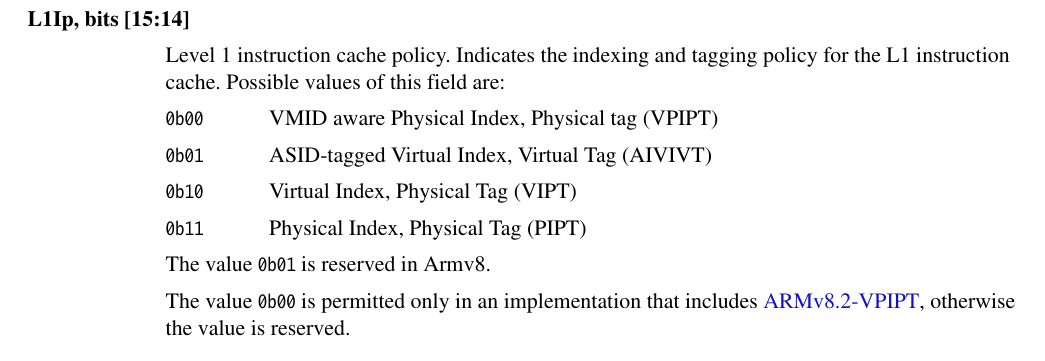 L1Ip, bits [15:14]
Level 1 instruction cache policy. Indicates the indexing and tagging policy for the L1 instruction
cache. Possible values of this field are:
0b00 VMID aware Physical Index, Physical tag (VPIPT)
0b01 ASID-tagged Virtual Index, Virtual Tag (AIVIVT)
0b10 Virtual Index, Physical Tag (VIPT)
0b11 Physical Index, Physical Tag (PIPT)
The value 0b01 is reserved in Armv8.
The value 0b00 is permitted only in an implementation that includes ARMv8.2-VPIPT, otherwise
the value is reserved.